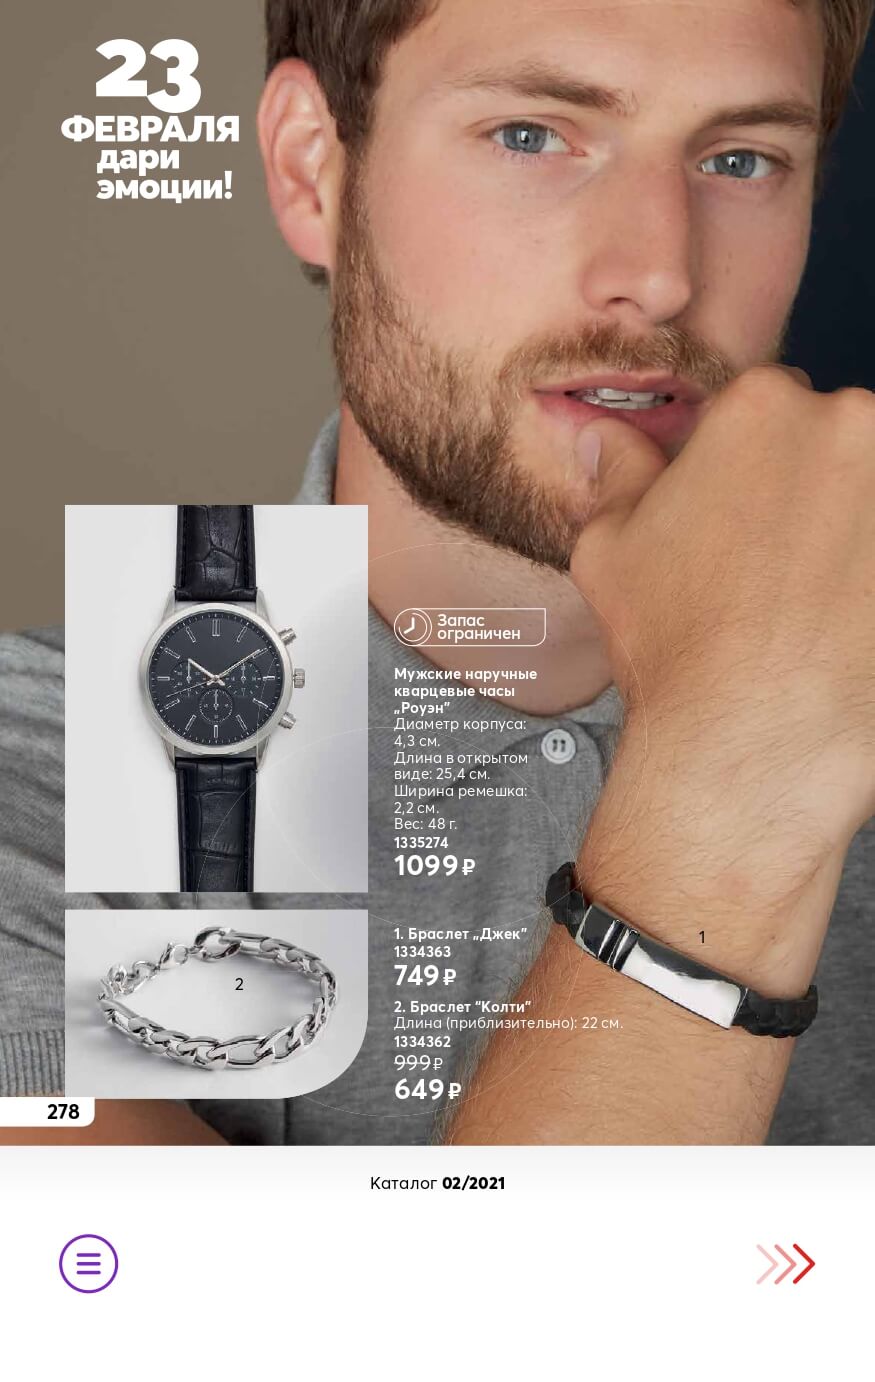 23
ФЕВРАЛЯ
дари
эмоции!
Запас
ограничен
Мужские наручные
кварцевые часы
„Роуэн”
Диаметр корпуса:
4,3 см.
Длина в открытом
виде: 25,4 см.
Ширина ремешка:
2,2 см.
Вес: 48 г.
1335274
1099 ₽
1. Браслет „Джек”
1334363
749 ₽
2. Браслет “Колти”
Длина (приблизительно): 22 см.
1334362
999 ₽
649 ₽
1
2
278
Каталог 02/2021